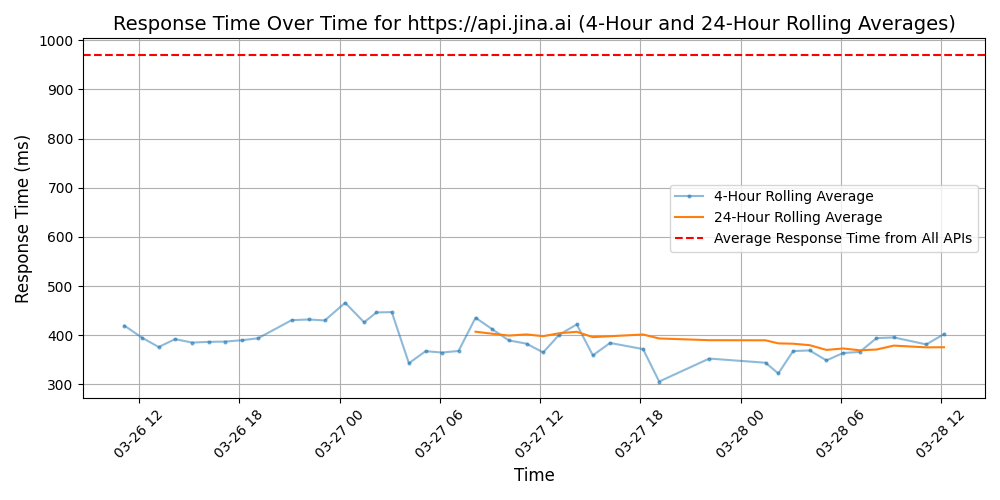 Response Time Over Time for https://api.jina.ai (4-Hour and 24-Hour Rolling Averages)
1000
900
800
700
600
500
400
300
Response Time (ms)
4-Hour Rolling Average
24-Hour Rolling Average
Average Response Time from All APIs
03-26 12
03-26 18
03-27 00
03-27 06
03-27 12
03-27 18
03-28 00
03-28 06
03-28 12
Time